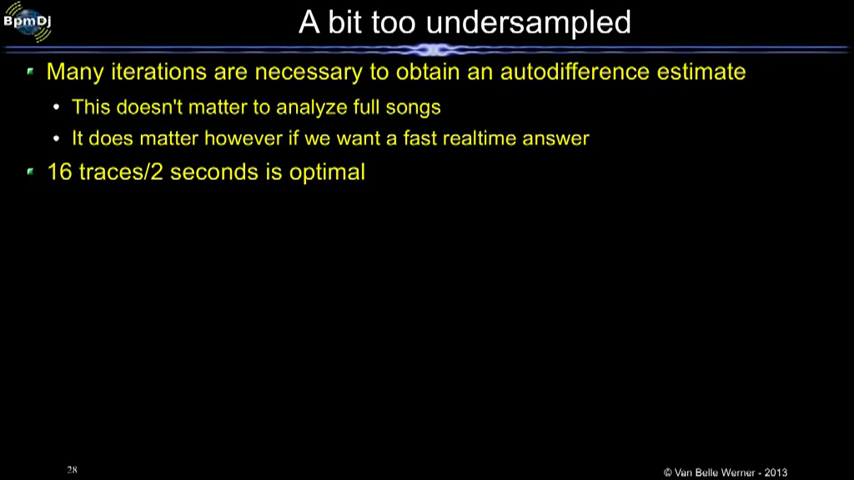 BpmDj
A bit too undersampled
Many iterations are necessary to obtain an autodifference estimate
This doesn't matter to analyze full songs
It does matter however if we want a fast realtime answer
16 traces/2 seconds is optimal
28
© Van Belle Werner - 2013